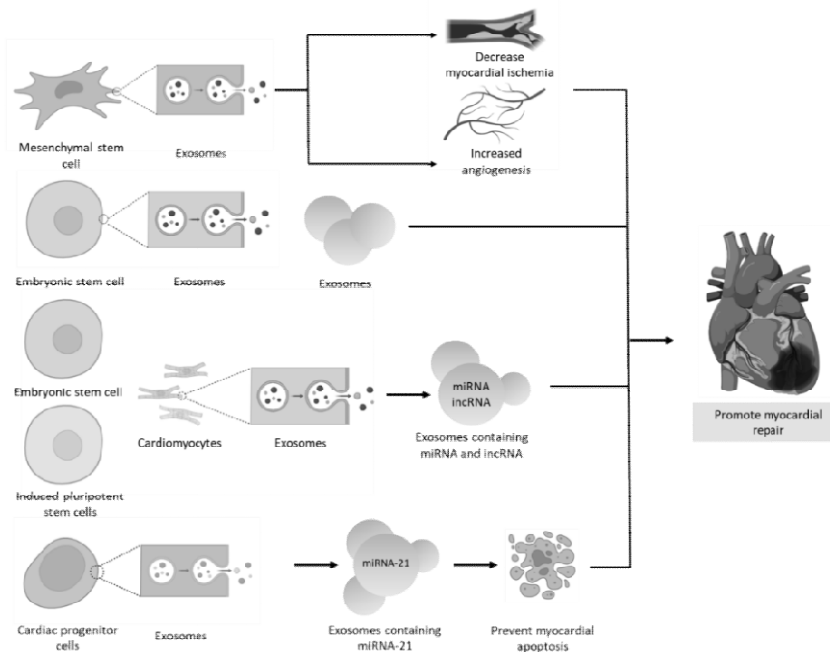 Decrease
myocardial ischemia
Mesenchymal stem
cell
Exosomes
Increased
angiogenesis
Embryonic stem cell
Exosomes
Exosomes
Embryonic stem cell
Cardiomyocytes
Exosomes
miRNA
incRNA
Exosomes containing
miRNA and incRNA
Induced pluripotent
stem cells
Promote myocardial
repair
miRNA-21
Cardiac progenitor
cells
Exosomes
Exosomes containing
miRNA-21
Prevent myocardial
apoptosis